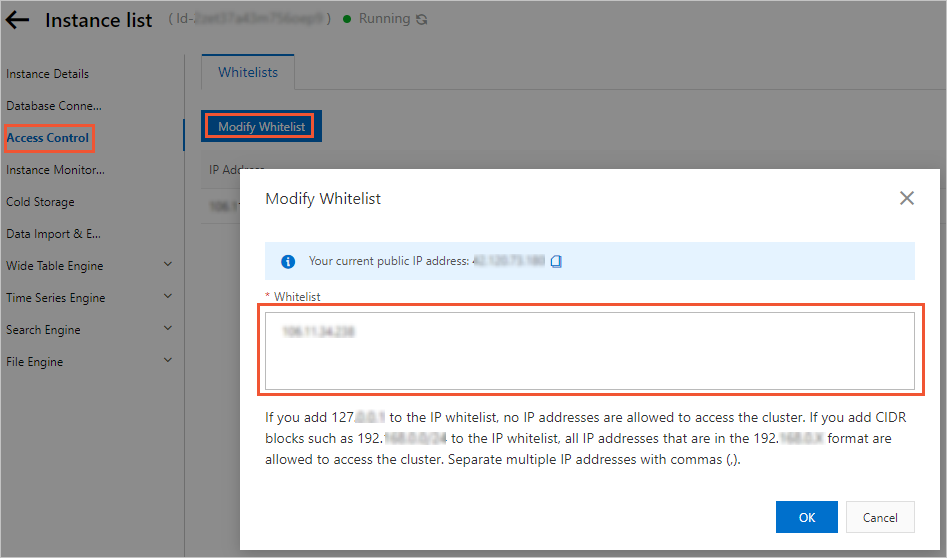 Instance list ( ld- ) Running
Instance Details
Database Conne...
Access Control
Instance Monitor...
Cold Storage
Data Import & E...
Wide Table Engine
Time Series Engine
Search Engine
File Engine
Whitelists
Modify Whitelist
IP
Modify Whitelist
Your current public IP address:
* Whitelist
If you add 127. to the IP whitelist, no IP addresses are allowed to access the cluster. If you add CIDR
blocks such as 192. to the IP whitelist, all IP addresses that are in the 192. format are
allowed to access the cluster. Separate multiple IP addresses with commas (,).
OK
Cancel